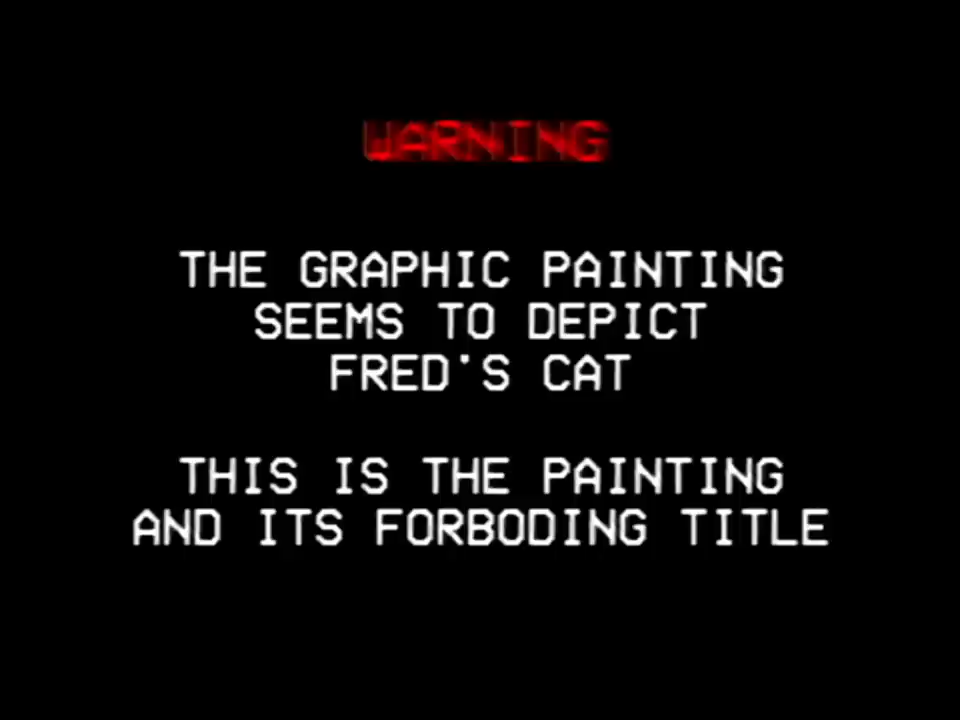 WARNING
THE GRAPHIC PAINTING
SEEMS TO DEPICT
FRED'S CAT
THIS IS THE PAINTING
AND ITS FORBODING TITLE